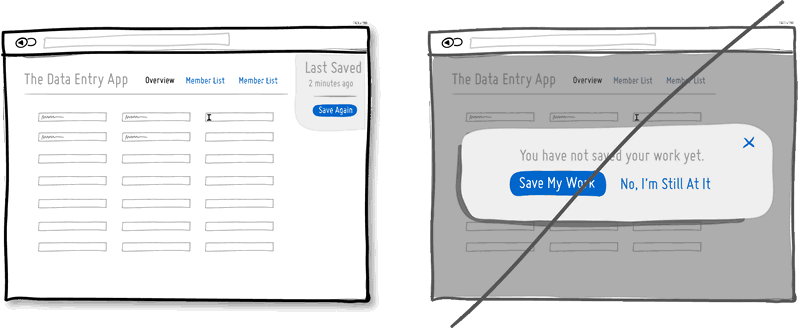 The Data Entry App Overview Member List Member List
Last Saved
2 minutes ago
Save Again
The Data Entry App Overview Member List Member List
You have not saved your work yet.
Save My Work No, I'm Still At It